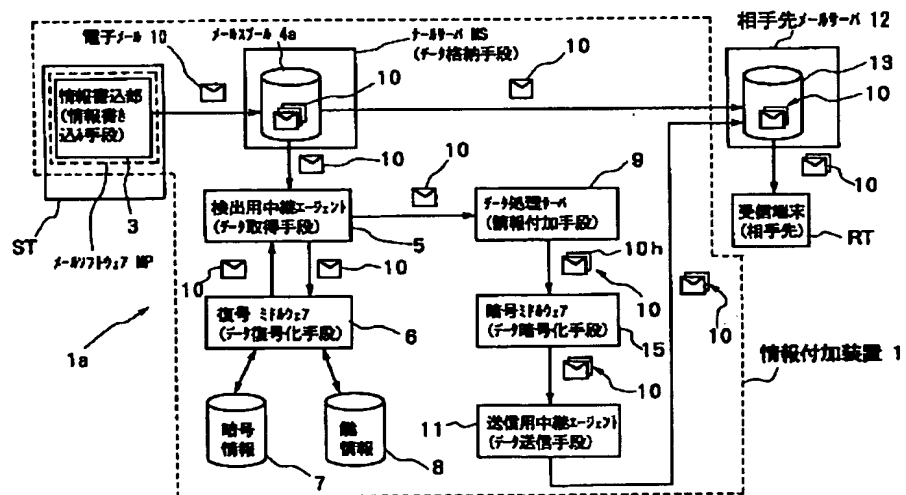 電子メール 10
メールスプール 4a
メールサーバ MS
(データ格納手段)
10
相手先メールサーバ 12
13
10
10
情報書込部
(情報書き
込み手段)
10
10
10
9
検出用中継エージェント
(データ取得手段)
データ処理サーバ
(情報付加手段)
受信端末
(相手先)
ST
3
5
10h
RT
メールソフトウェア MP
10
10
10
10
復号 ミドルウェア
(データ復号化手段)
暗号ミドルウェア
(データ暗号化手段)
1a
6
15
10
情報付加装置 1
暗号
情報
鍵
情報
11
送信用中継エージェント
(データ送信手段)
7
8